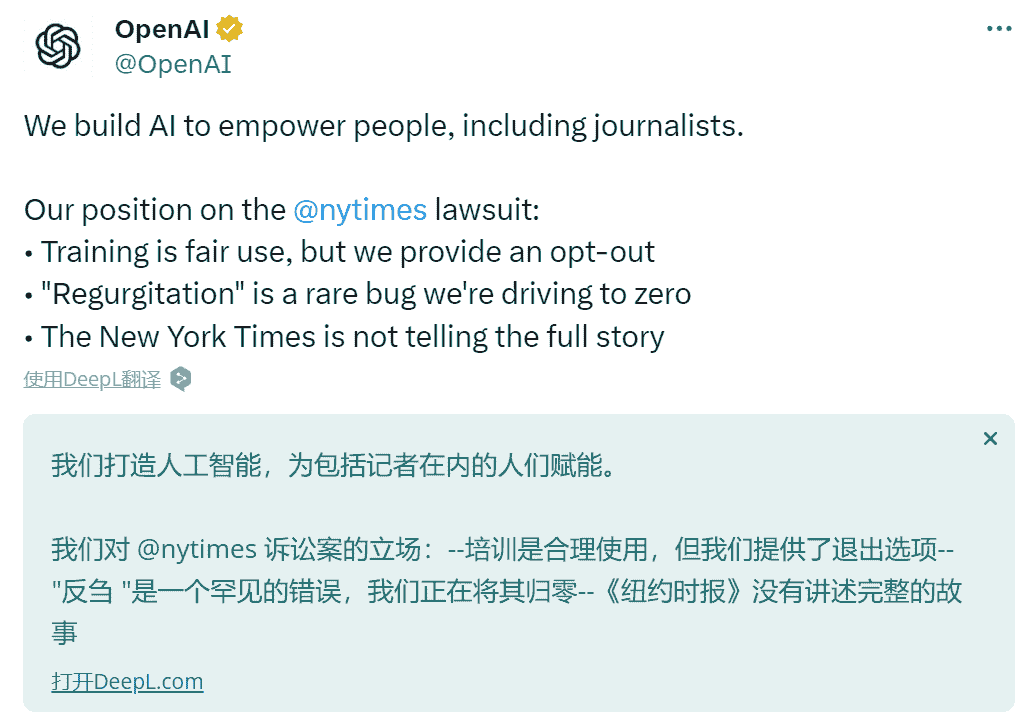 OpenAI
@OpenAI
We build AI to empower people, including journalists.
Our position on the @nytimes lawsuit:
• Training is fair use, but we provide an opt-out
• "Regurgitation" is a rare bug we're driving to zero
• The New York Times is not telling the full story
使用DeepL翻译
我们打造人工智能，为包括记者在内的人们赋能。
我们对 @nytimes 诉讼案的立场：--培训是合理使用，但我们提供了退出选项--
"反刍 "是一个罕见的错误，我们正在将其归零--《纽约时报》没有讲述完整的故
事
打开DeepL.com